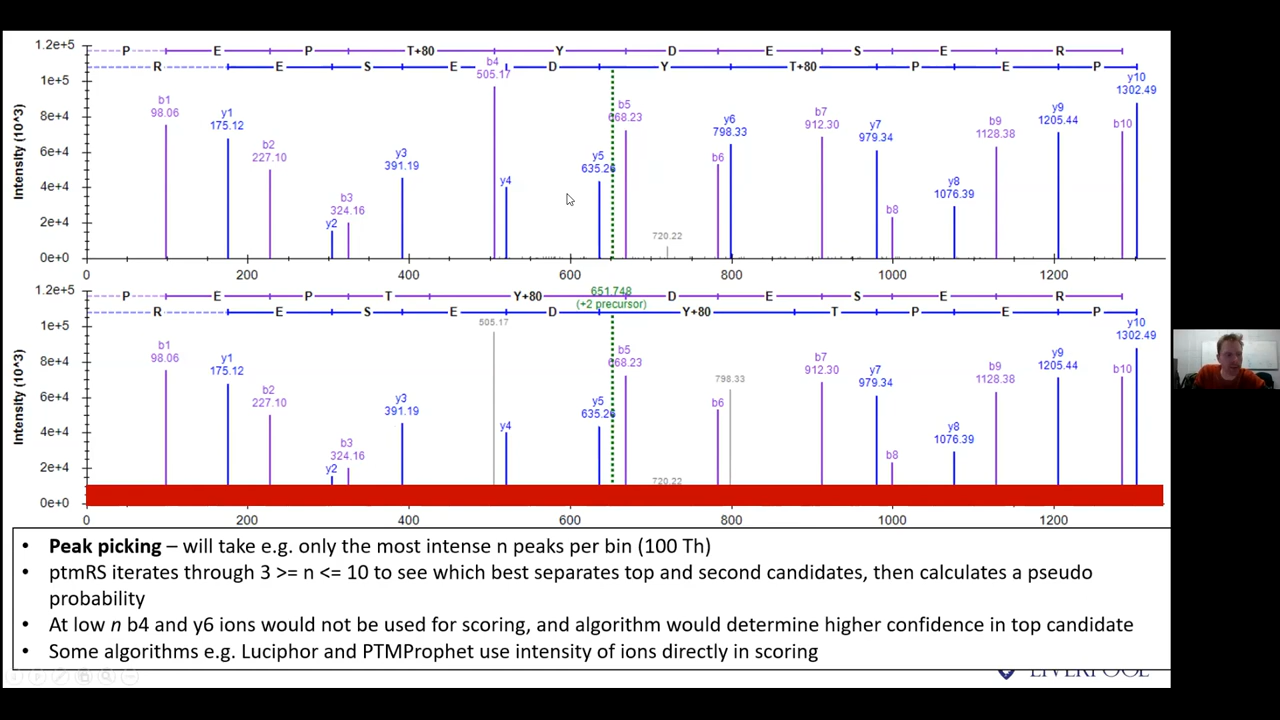 1.2e+5
P E P T+80 Y D E S E R
R E S E D Y T+80 P E P
1e+5
8e+4
6e+4
4e+4
2e+4
0e+0
Intensity (10^3)
b1
98.06
y1
175.12
b2
227.10
y2
b3
324.16
y3
391.19
b4
505.17
y4
y5
635.26
b5
668.23
720.22
b6
y6
798.33
b7
912.30
y7
979.34
b8
y8
1076.39
b9
1128.38
y9
1205.44
b10
y10
1302.49
0 200 400 600 800 1000 1200
1.2e+5
P E P T Y+80 D E S E R
R E S E D Y+80 T P E P
651.748
(+2 precursor)
1e+5
8e+4
6e+4
4e+4
2e+4
0e+0
Intensity (10^3)
b1
98.06
y1
175.12
b2
227.10
y2
b3
324.16
y3
391.19
505.17
y4
y5
635.26
b5
668.23
720.22
b6
798.33
b7
912.30
y7
979.34
b8
y8
1076.39
b9
1128.38
y9
1205.44
b10
y10
1302.49
0 200 400 600 800 1000 1200
• Peak picking – will take e.g. only the most intense n peaks per bin (100 Th)
• ptmRS iterates through 3 >= n <= 10 to see which best separates top and second candidates, then calculates a pseudo
probability
• At low n b4 and y6 ions would not be used for scoring, and algorithm would determine higher confidence in top candidate
• Some algorithms e.g. Luciphor and PTMProphet use intensity of ions directly in scoring
LIVERPOOL